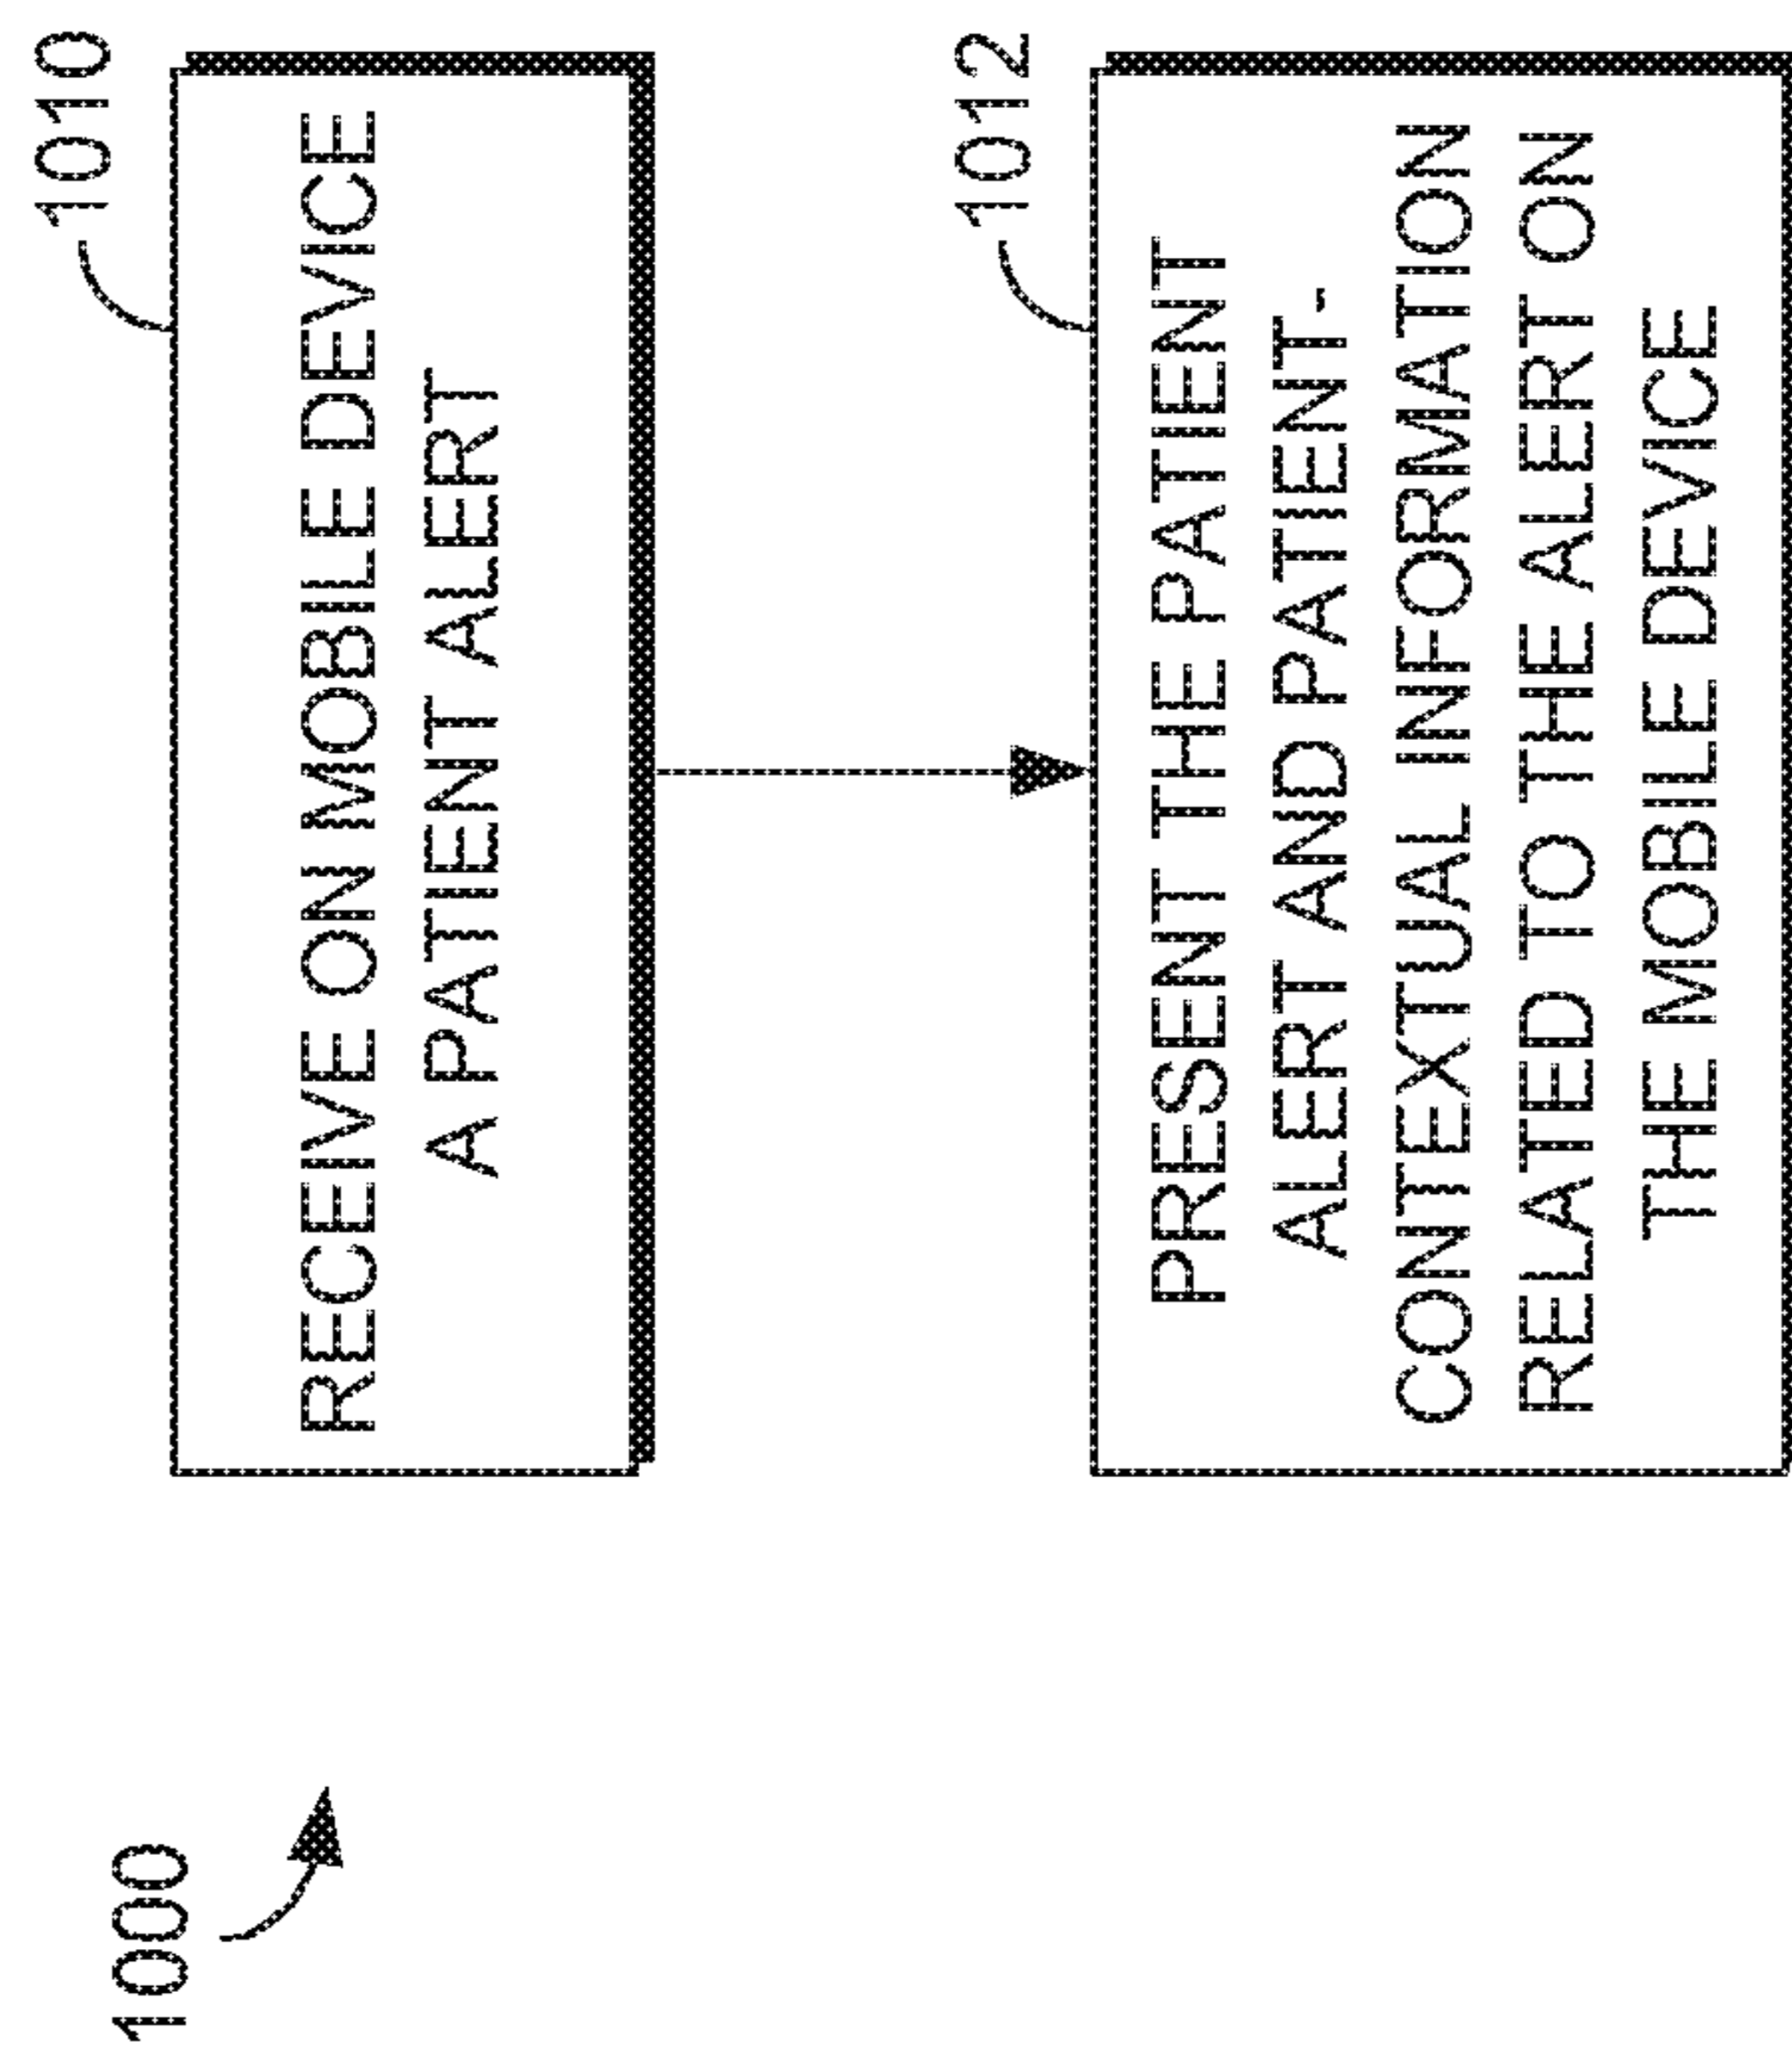 1000
1010
RECEIVE ON MOBILE DEVICE
A PATIENT ALERT
1012
PRESENT THE PATIENT
ALERT AND PATIENT-
CONTEXTUAL INFORMATION
RELATED TO THE ALERT ON
THE MOBILE DEVICE